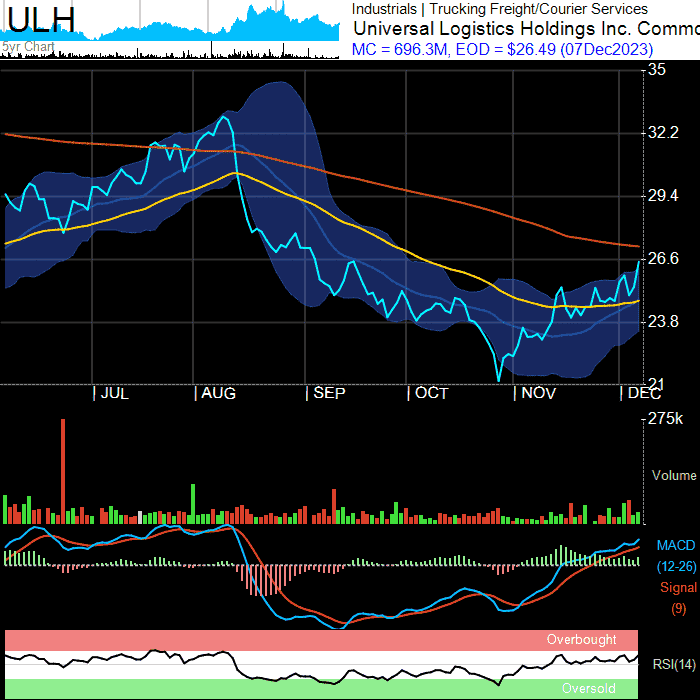 ULH
5yr Chart
Industrials | Trucking Freight/Courier Services
Universal Logistics Holdings Inc. Commo
MC = 696.3M, EOD = $26.49 (07Dec2023)
35
32.2
29.4
26.6
23.8
21
JUL AUG SEP OCT NOV DEC
275k
Volume
MACD
(12-26)
Signal
(9)
Overbought
RSI(14)
Oversold